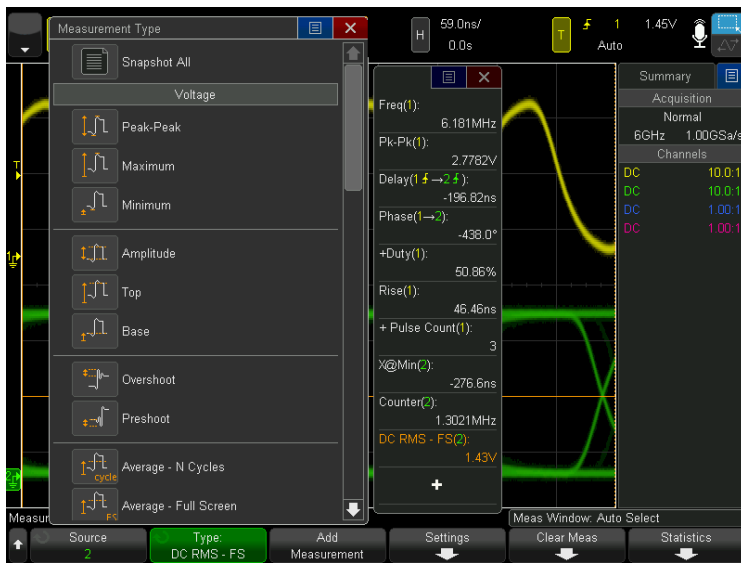 Measurement Type
Snapshot All
Voltage
Peak-Peak
Maximum
Minimum
Amplitude
Top
Base
Overshoot
Preshoot
cycle
Average - N Cycles
FS
Average - Full Screen
H
59.0ns/
0.0s
T
1
1.45V
Auto
Freq(1):
6.181MHz
Pk-Pk(1):
2.7782V
Delay(1→2):
-196.82ns
Phase(1→2):
-438.0°
+Duty(1):
50.86%
Rise(1):
46.46ns
+ Pulse Count(1):
3
X@Min(2):
-276.6ns
Counter(2):
1.3021MHz
DC RMS - FS(2):
1.43V
+
Summary
Acquisition
Normal
6GHz 1.00GSa/s
Channels
DC 10.0:1
DC 10.0:1
DC 1.00:1
DC 1.00:1
T
1
2
Measur
Meas Window: Auto Select
Source
2
Type:
DC RMS - FS
Add
Measurement
Settings
Clear Meas
Statistics